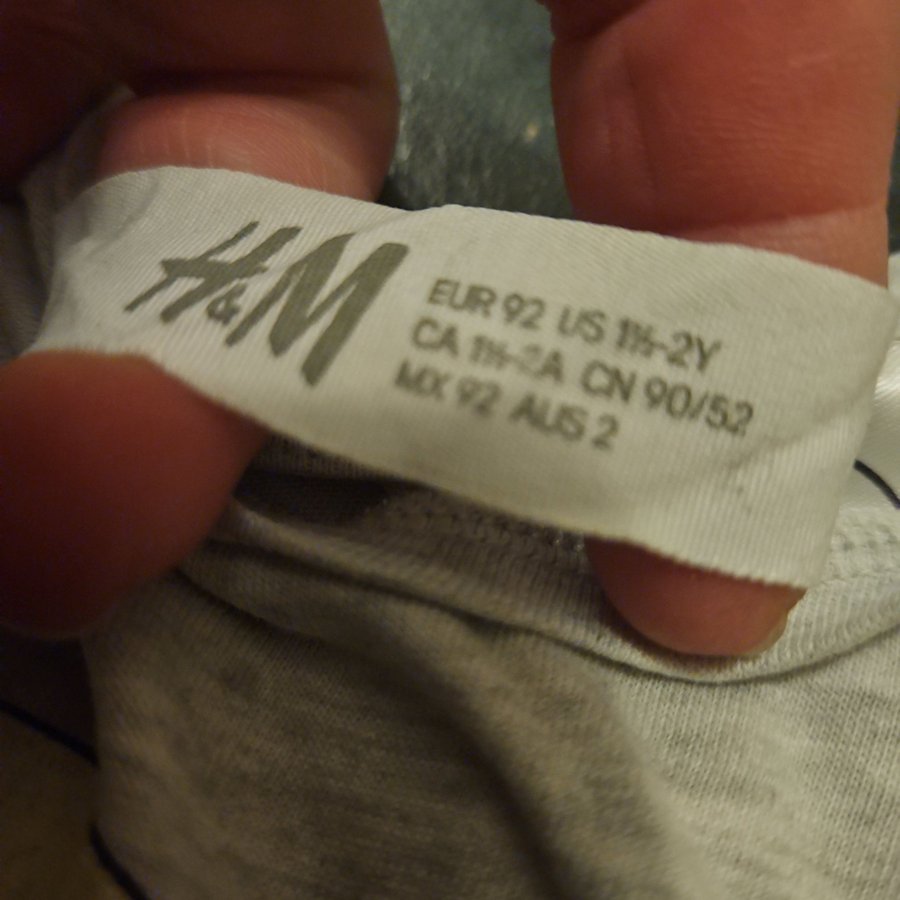 H&M
EUR 92 US 1½-2Y
CA 1½-2A CN 90/52
MX 92 AUS 2